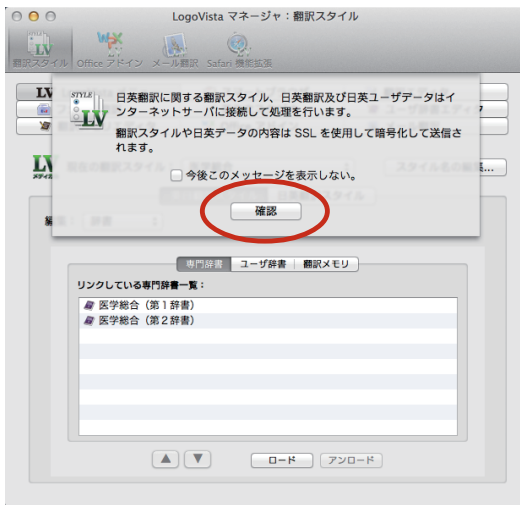 LogoVista マネージャ：翻訳スタイル
翻訳スタイル Office アドイン メール翻訳 Safari 機能拡張
STYLE
LV
日英翻訳に関する翻訳スタイル、日英翻訳及び日英ユーザデータはイ
ンターネットサーバに接続して処理を行います。
翻訳スタイルや日英データの内容は SSL を使用して暗号化して送信さ
れます。
今後このメッセージを表示しない。
確認
専門辞書 ユーザ辞書 翻訳メモリ
リンクしている専門辞書一覧：
医学総合（第１辞書）
医学総合（第２辞書）
ロード アンロード